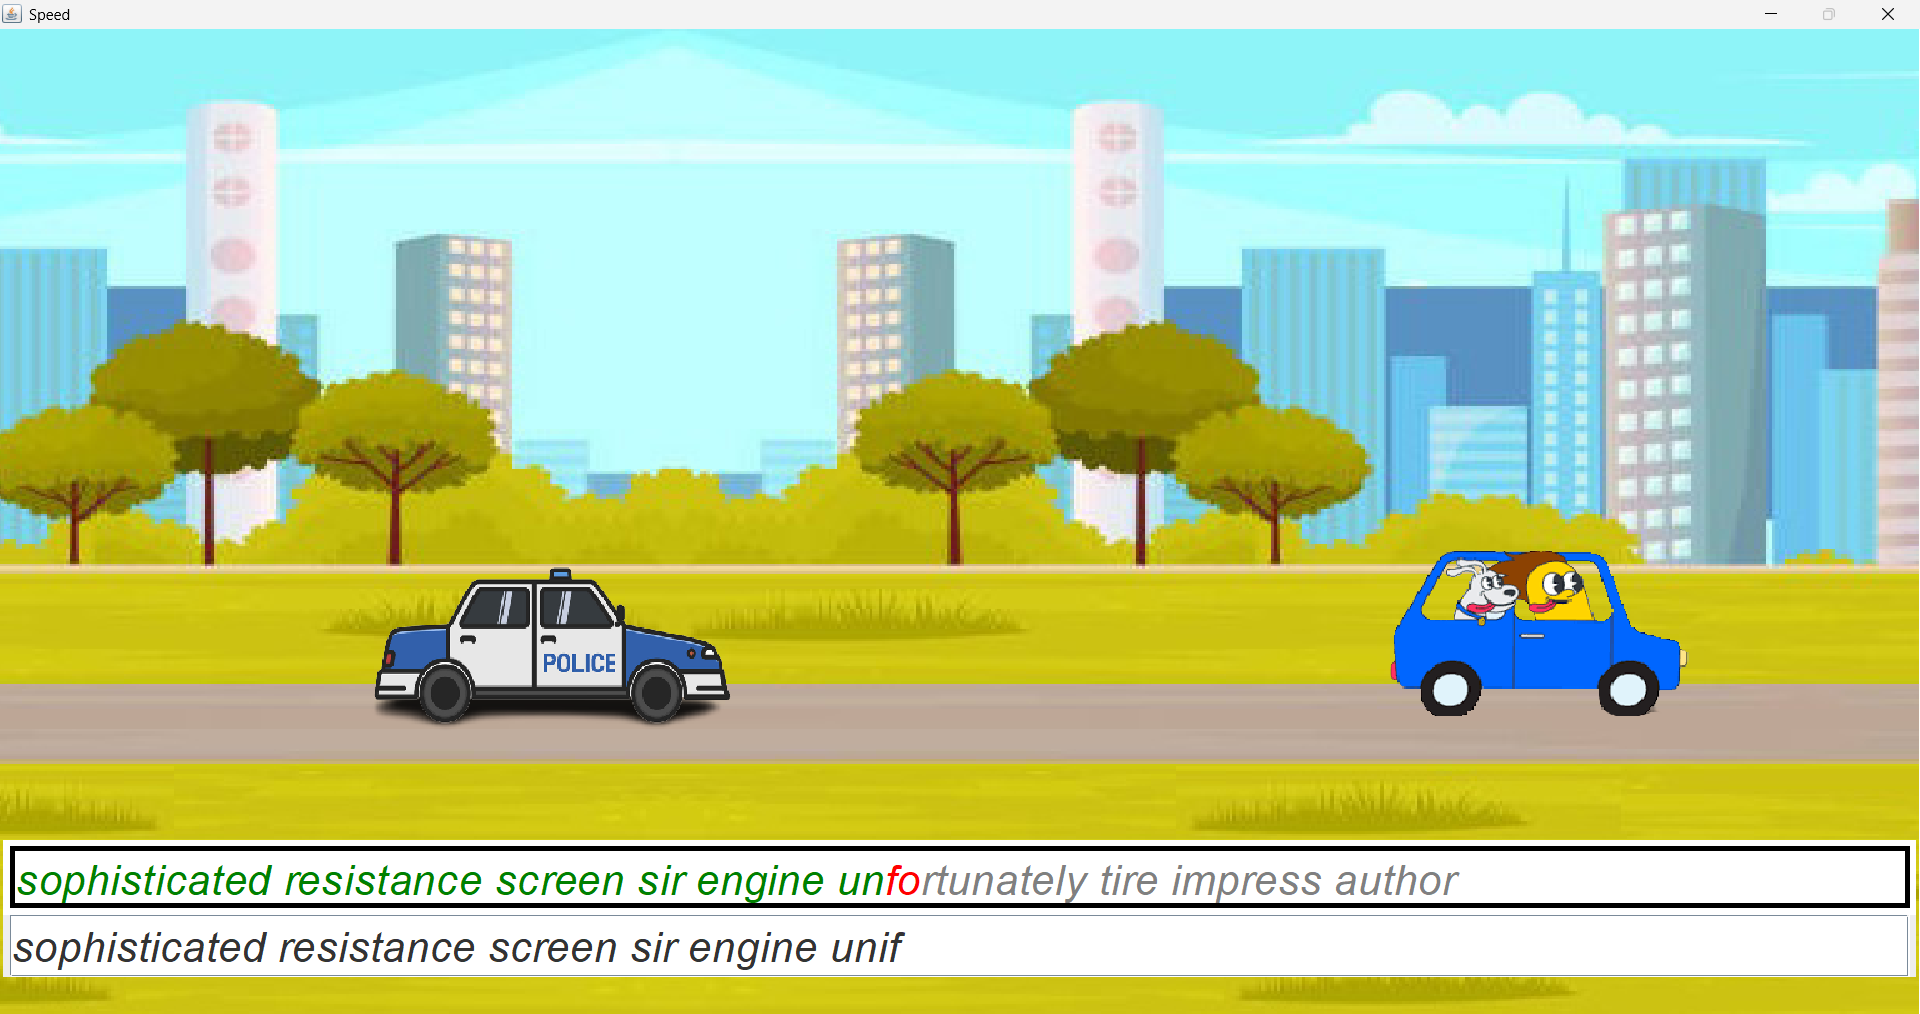 Speed
POLICE
sophisticated resistance screen sir engine unfortunately tire impress author
sophisticated resistance screen sir engine unif